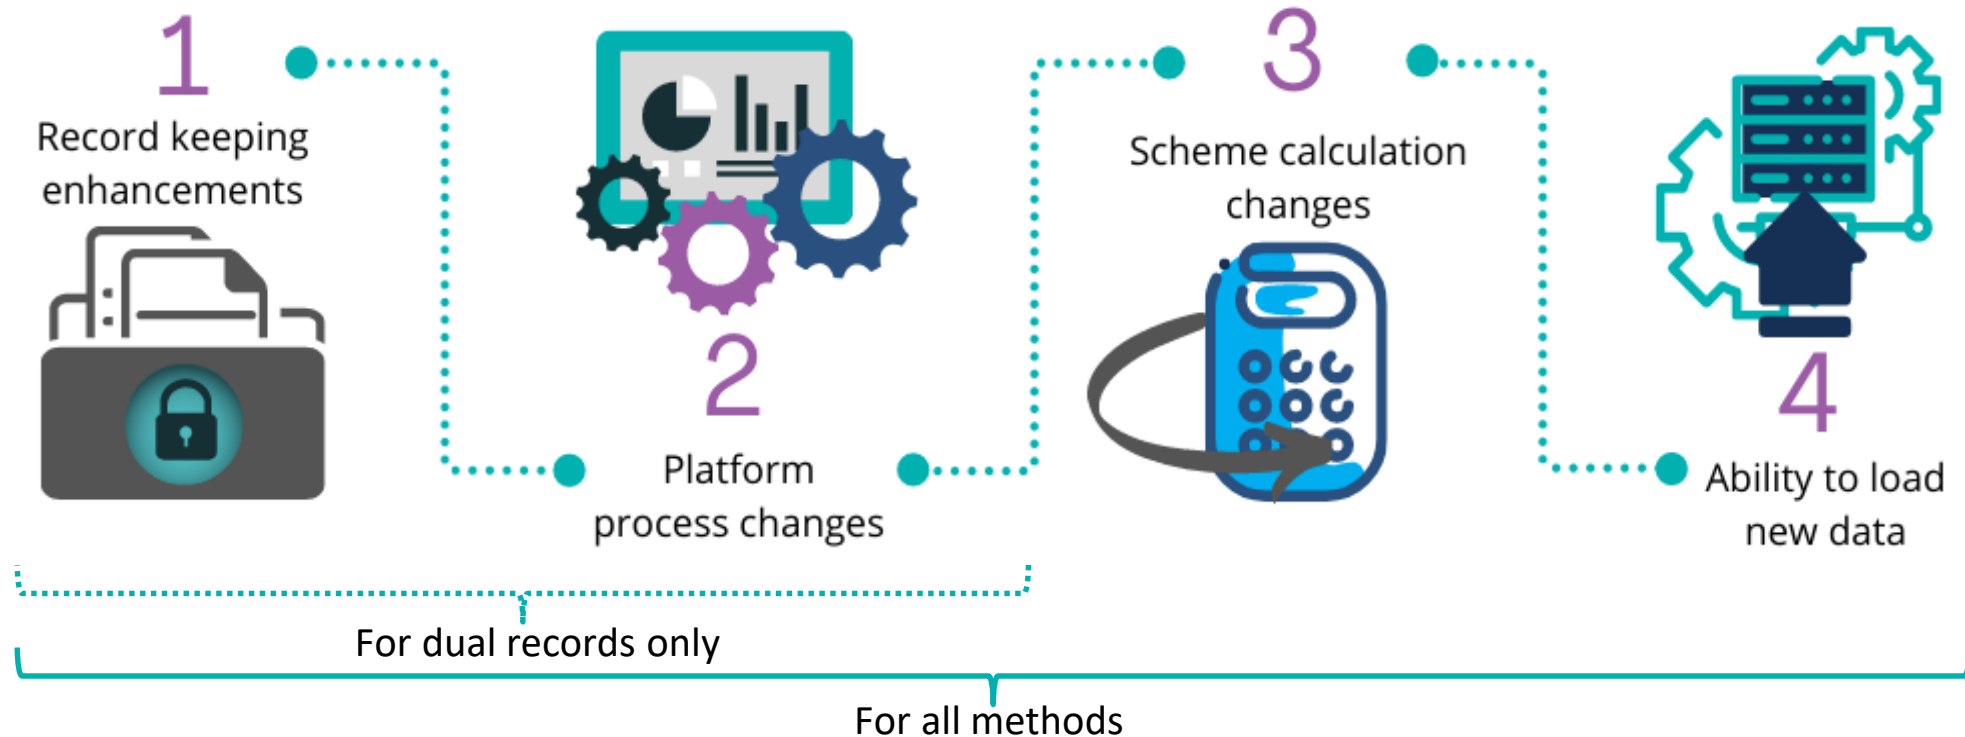 1
Record keeping
enhancements
2
Platform
process changes
3
Scheme calculation
changes
4
Ability to load
new data
For dual records only
For all methods